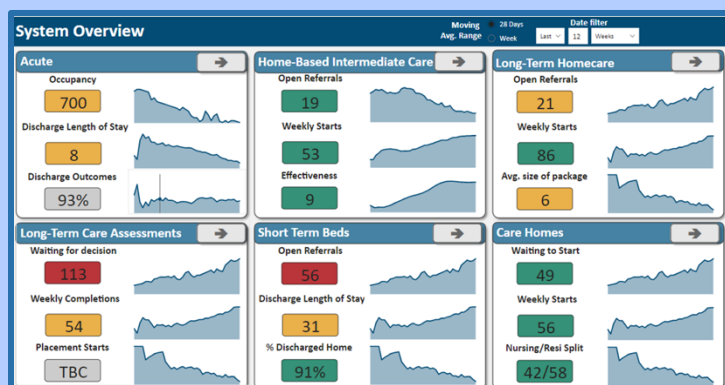 System Overview
Moving
Avg. Range
28 Days
Week
Date filter
Last
12
Weeks
Acute
Occupancy
700
Discharge Length of Stay
8
Discharge Outcomes
93%
Home-Based Intermediate Care
Open Referrals
19
Weekly Starts
53
Effectiveness
9
Long-Term Homecare
Open Referrals
21
Weekly Starts
86
Avg. size of package
6
Long-Term Care Assessments
Waiting for decision
113
Weekly Completions
54
Placement Starts
TBC
Short Term Beds
Open Referrals
56
Discharge Length of Stay
31
% Discharged Home
91%
Care Homes
Waiting to Start
49
Weekly Starts
56
Nursing/Resi Split
42/58